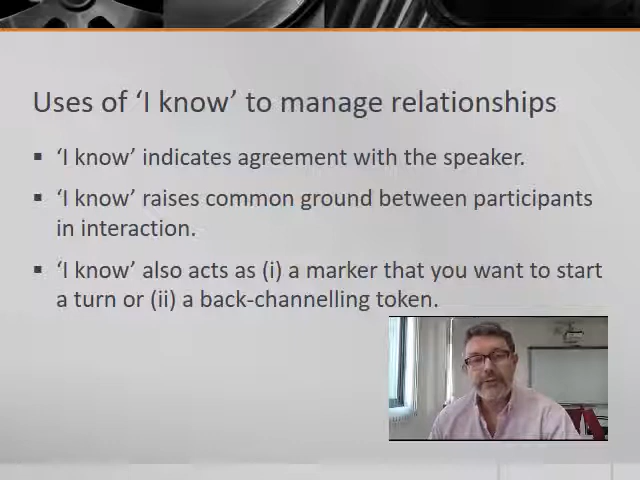 Uses of ‘I know’ to manage relationships
‘I know’ indicates agreement with the speaker.
‘I know’ raises common ground between participants
in interaction.
‘I know’ also acts as (i) a marker that you want to start
a turn or (ii) a back-channelling token.